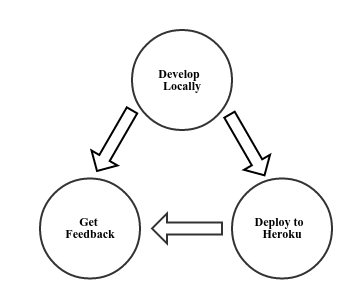 Develop
Locally
Get
Feedback
Deploy to
Heroku